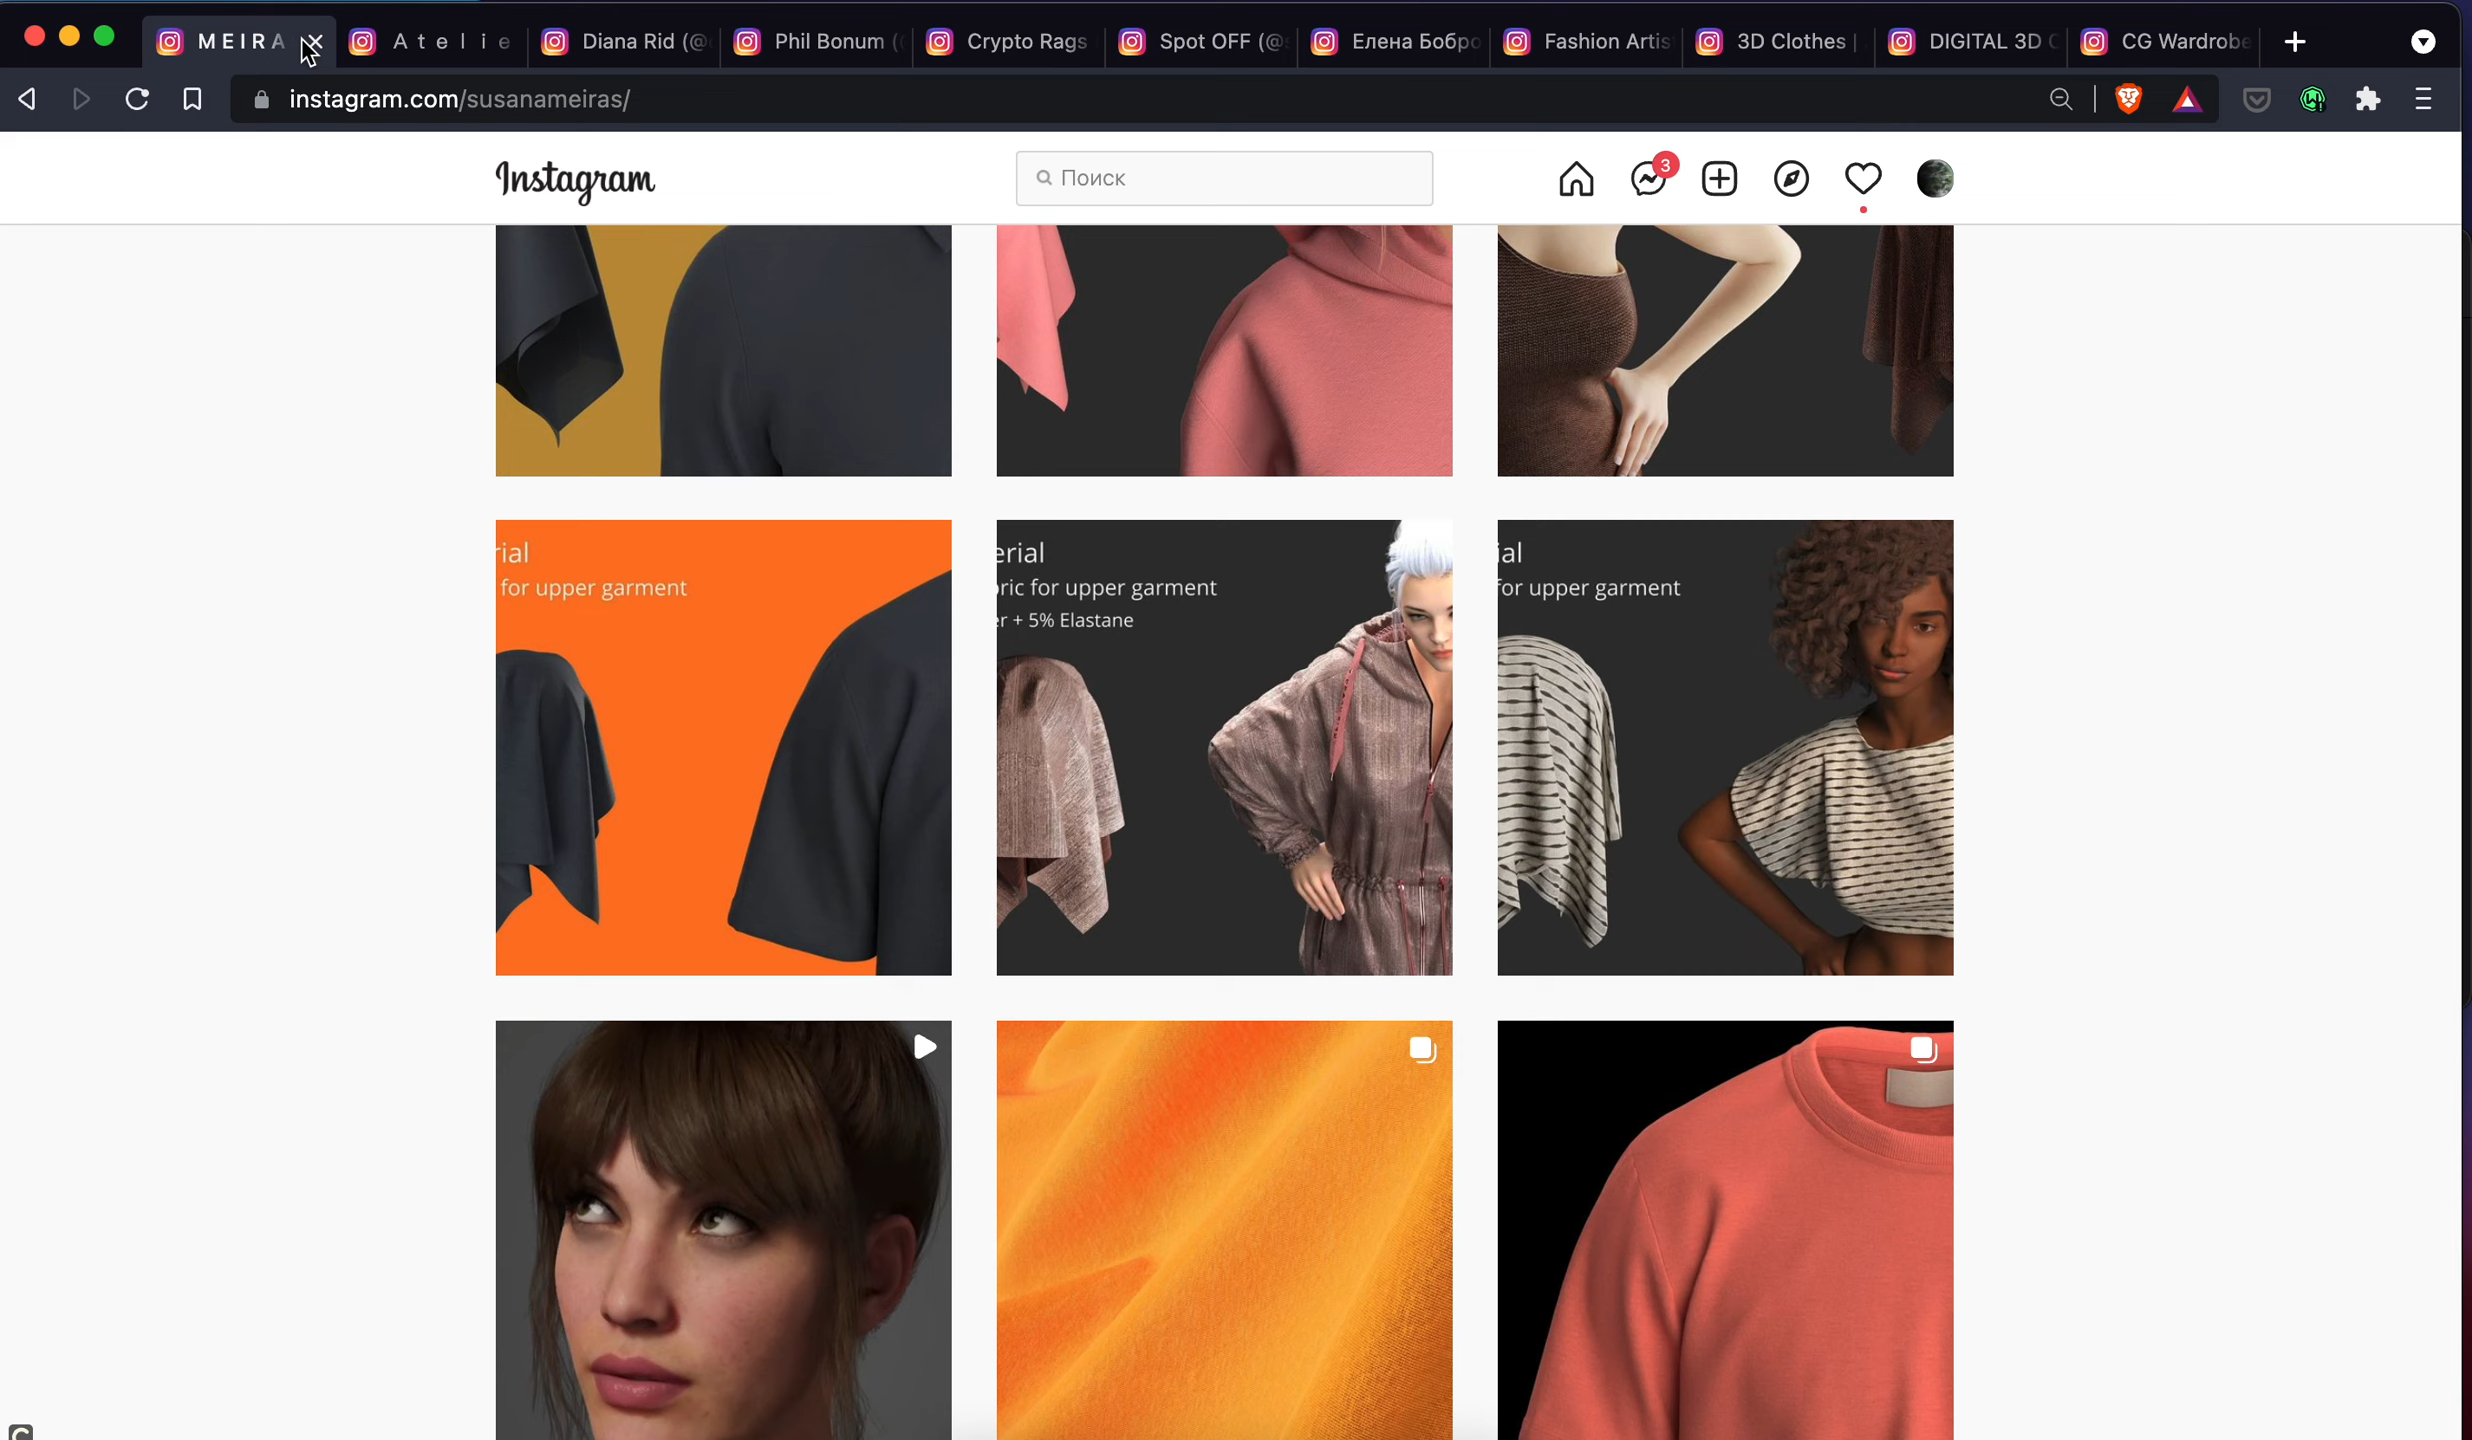 MEIRA
Atelie
Diana Rid (@
Phil Bonum (
Crypto Rags
Spot OFF (@
Елена Бобро
Fashion Artis
3D Clothes |
DIGITAL 3D C
CG Wardrobe
instagram.com/susanameiras/
Instagram
Поиск
3
rial
for upper garment
erial
ric for upper garment
er + 5% Elastane
ial
for upper garment